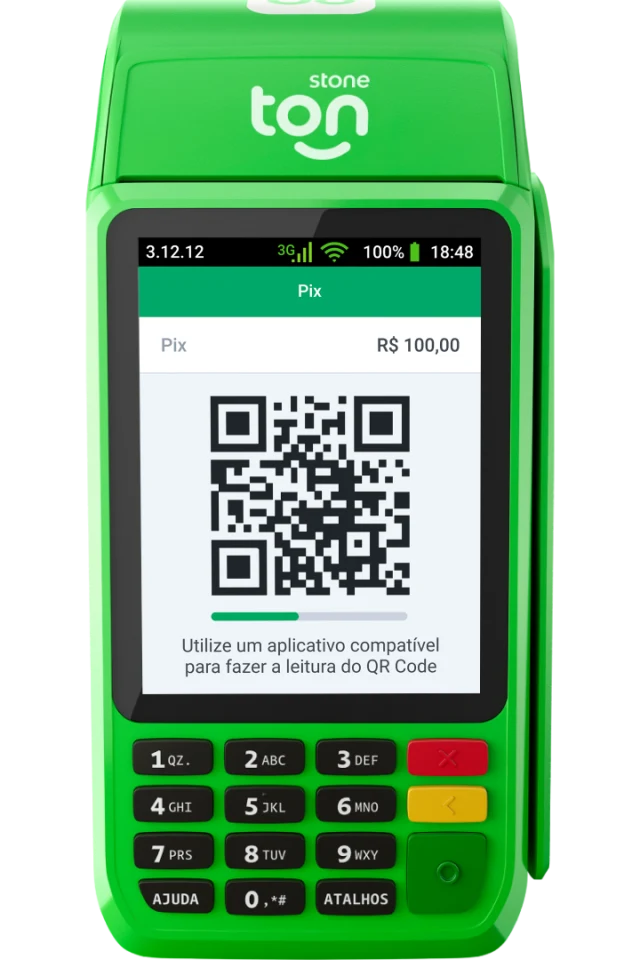 stone
ton
3.12.12 3G 100% 18:48
Pix
Pix R$ 100,00
Utilize um aplicativo compatível
para fazer a leitura do QR Code
1 QZ. 2 ABC 3 DEF
4 GHI 5 JKL 6 MNO
7 PRS 8 TUV 9 WXY
AJUDA 0 ,*# ATALHOS